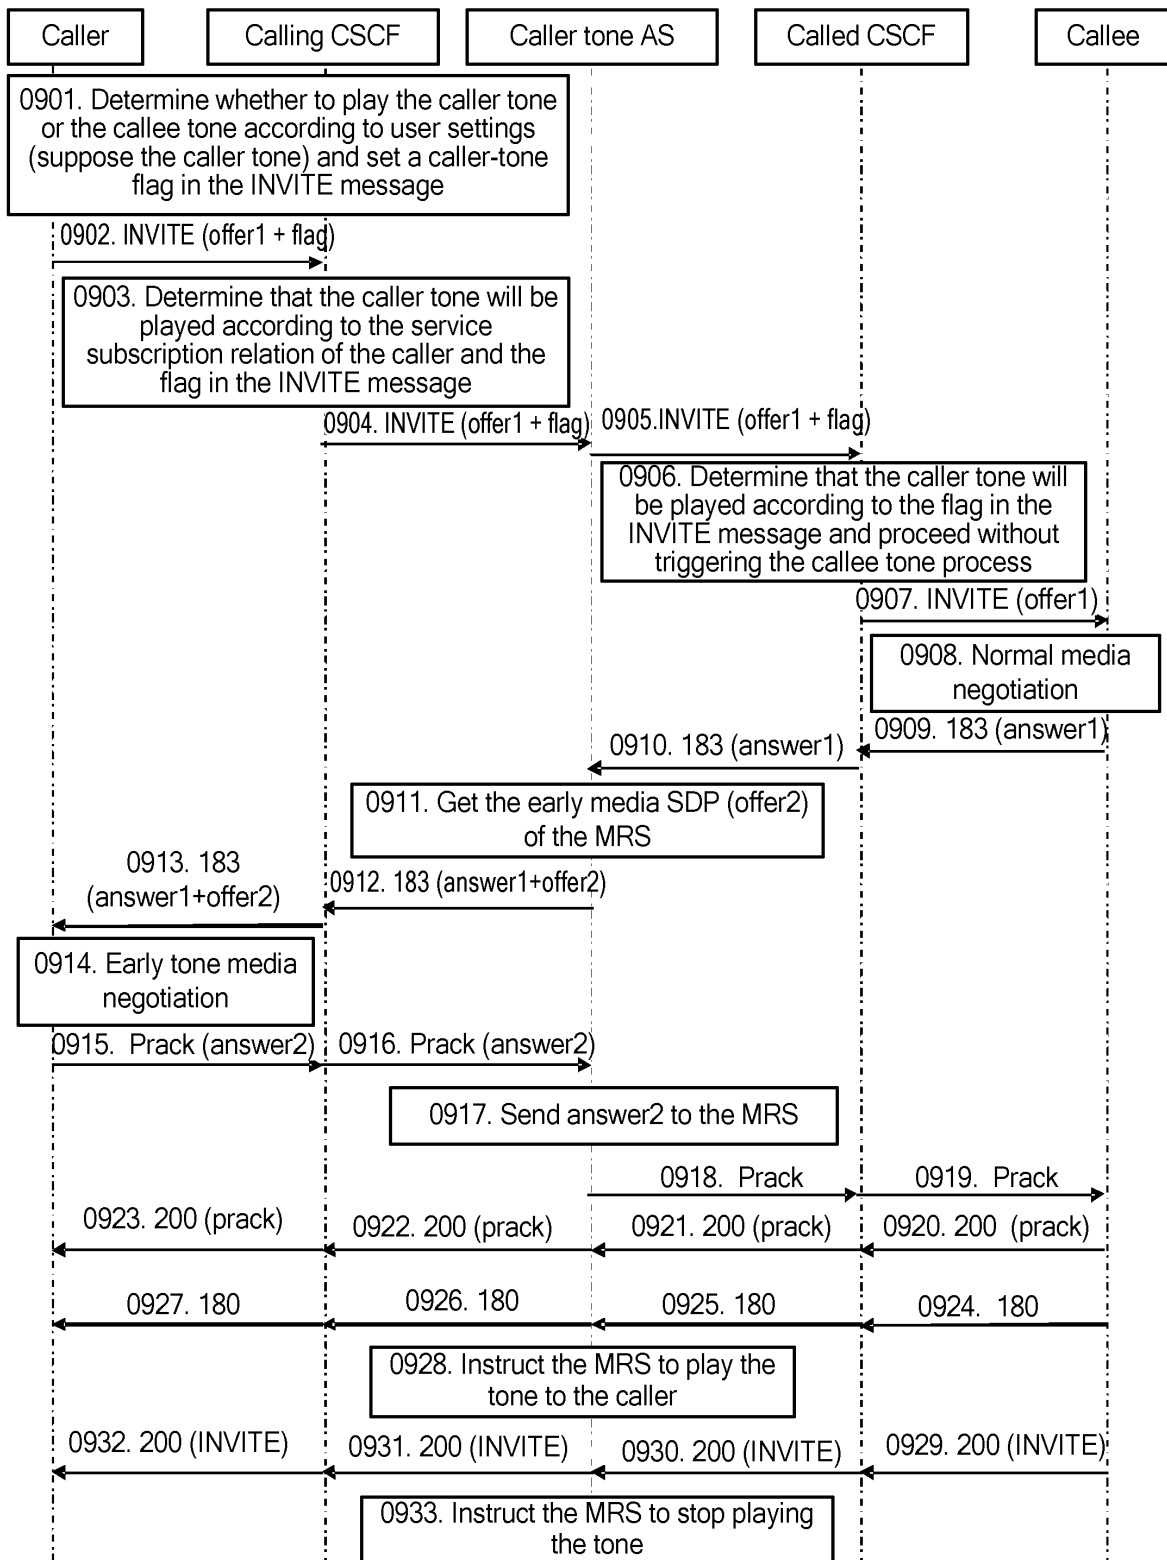 Caller
Calling CSCF
Caller tone AS
Called CSCF
Callee
0901. Determine whether to play the caller tone
or the callee tone according to user settings
(suppose the caller tone) and set a caller-tone
flag in the INVITE message
0902. INVITE (offer1 + flag)
0903. Determine that the caller tone will be
played according to the service
subscription relation of the caller and the
flag in the INVITE message
0904. INVITE (offer1 + flag)
0905.INVITE (offer1 + flag)
0906. Determine that the caller tone will
be played according to the flag in the
INVITE message and proceed without
triggering the callee tone process
0907. INVITE (offer1)
0908. Normal media
negotiation
0909. 183 (answer1)
0910. 183 (answer1)
0911. Get the early media SDP (offer2)
of the MRS
0912. 183 (answer1+offer2)
0913. 183
(answer1+offer2)
0914. Early tone media
negotiation
0915. Prack (answer2)
0916. Prack (answer2)
0917. Send answer2 to the MRS
0918. Prack
0919. Prack
0923. 200 (prack)
0922. 200 (prack)
0921. 200 (prack)
0920. 200 (prack)
0927. 180
0926. 180
0925. 180
0924. 180
0928. Instruct the MRS to play the
tone to the caller
0932. 200 (INVITE)
0931. 200 (INVITE)
0930. 200 (INVITE)
0929. 200 (INVITE)
0933. Instruct the MRS to stop playing
the tone